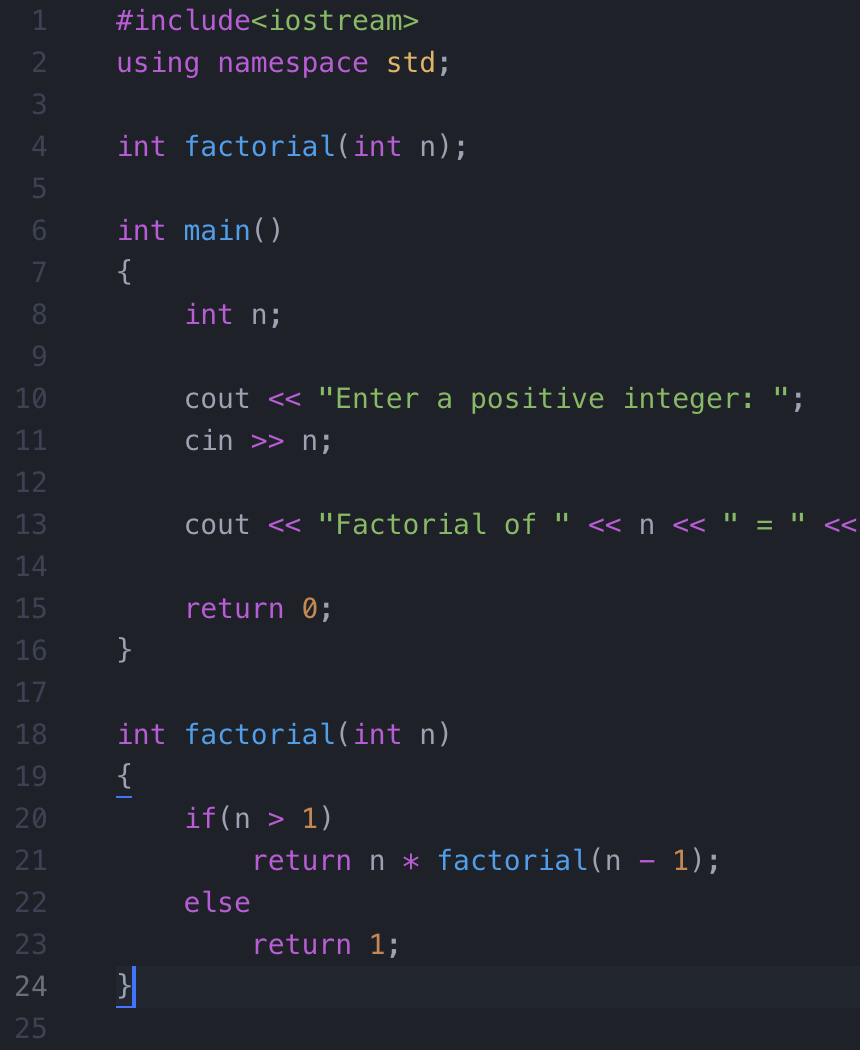 1 #include<iostream>
2 using namespace std;
3
4 int factorial(int n);
5
6 int main()
7 {
8     int n;
9
10     cout << "Enter a positive integer: ";
11     cin >> n;
12
13     cout << "Factorial of " << n << " = " <<
14
15     return 0;
16 }
17
18 int factorial(int n)
19 {
20     if(n > 1)
21         return n * factorial(n - 1);
22     else
23         return 1;
24 }
25